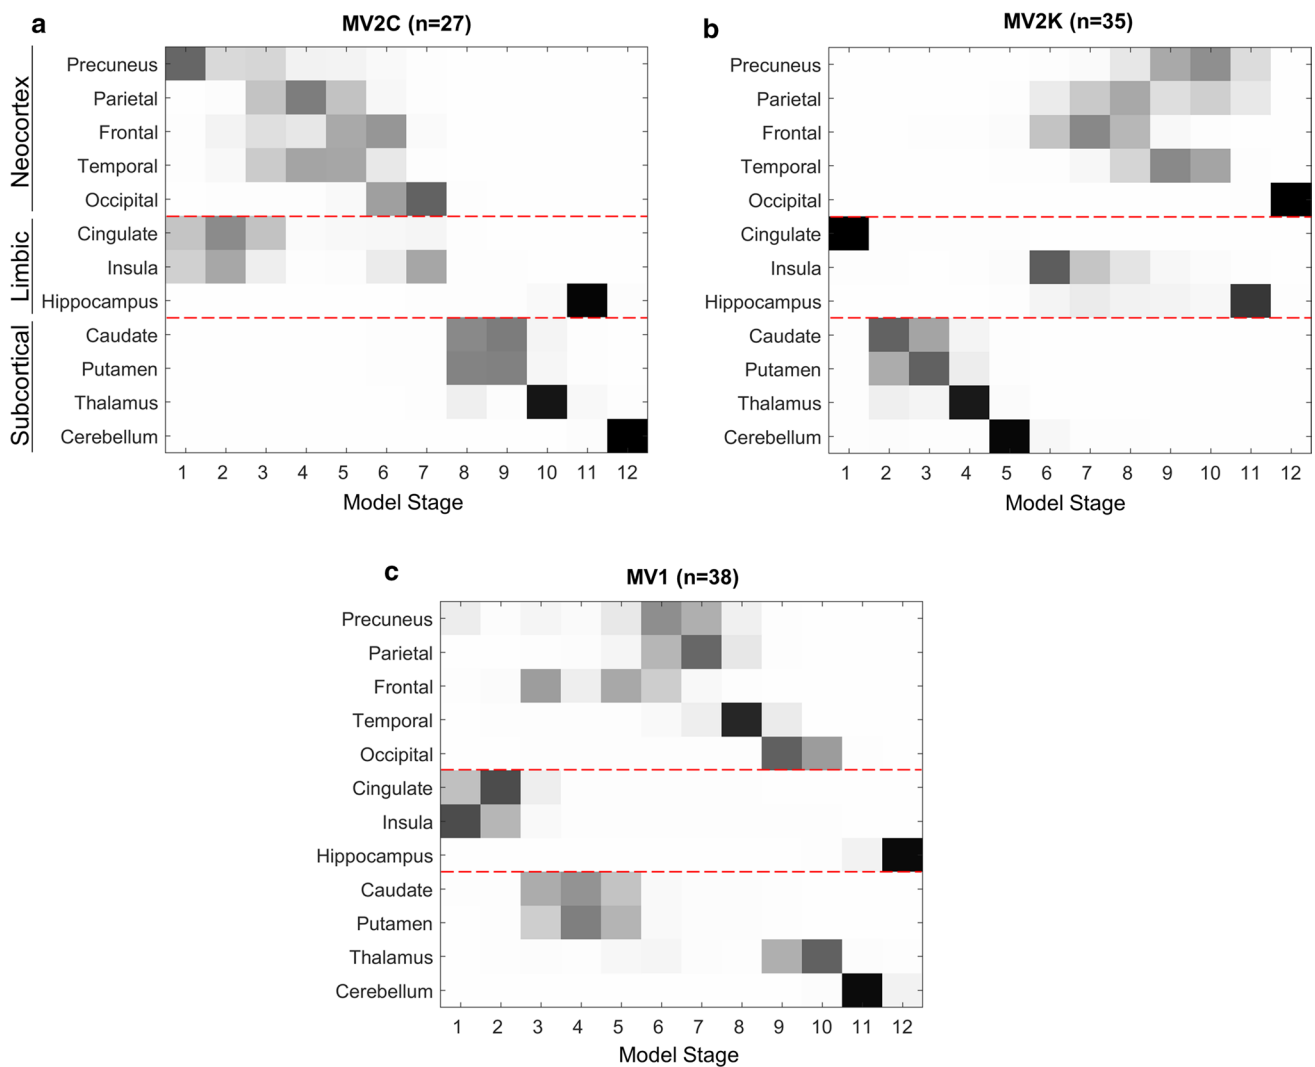 a
MV2C (n=27)
Neocortex
Limbic
Subcortical
Precuneus
Parietal
Frontal
Temporal
Occipital
Cingulate
Insula
Hippocampus
Caudate
Putamen
Thalamus
Cerebellum
1 2 3 4 5 6 7 8 9 10 11 12
Model Stage
b
MV2K (n=35)
Precuneus
Parietal
Frontal
Temporal
Occipital
Cingulate
Insula
Hippocampus
Caudate
Putamen
Thalamus
Cerebellum
1 2 3 4 5 6 7 8 9 10 11 12
Model Stage
c
MV1 (n=38)
Precuneus
Parietal
Frontal
Temporal
Occipital
Cingulate
Insula
Hippocampus
Caudate
Putamen
Thalamus
Cerebellum
1 2 3 4 5 6 7 8 9 10 11 12
Model Stage